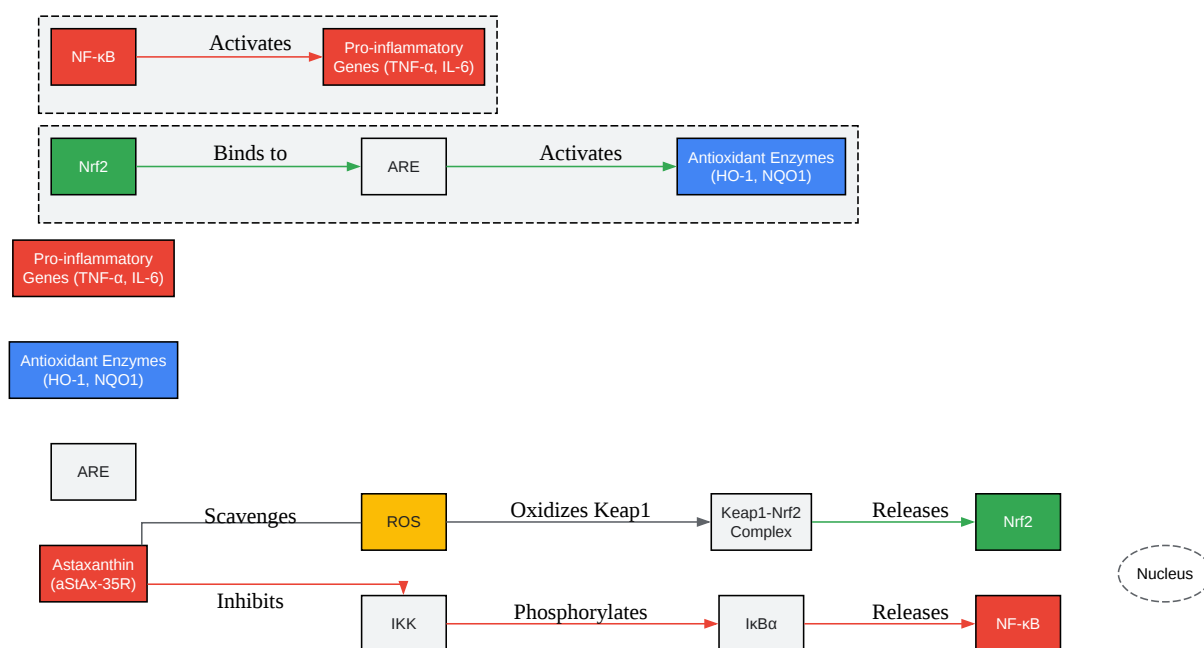 NF-κB
Activates
Pro-inflammatory
Genes (TNF-α, IL-6)
Nrf2
Binds to
ARE
Activates
Antioxidant Enzymes
(HO-1, NQO1)
Pro-inflammatory
Genes (TNF-α, IL-6)
Antioxidant Enzymes
(HO-1, NQO1)
ARE
Scavenges
ROS
Oxidizes Keap1
Keap1-Nrf2
Complex
Releases
Nrf2
Astaxanthin
(aStAx-35R)
Inhibits
IKK
Phosphorylates
IκBα
Releases
NF-κB
Nucleus